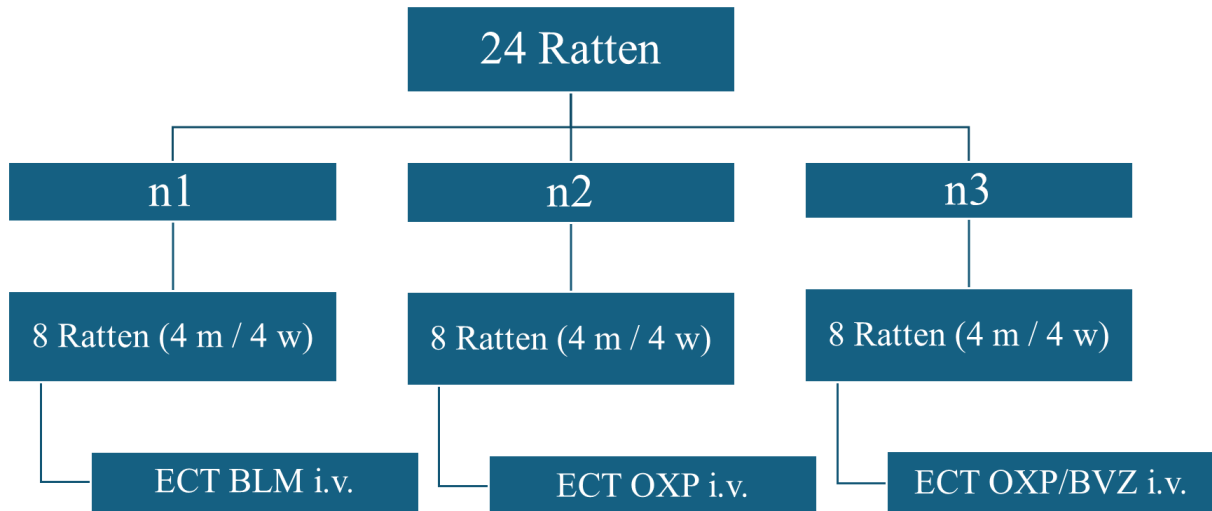 24 Ratten
n1
n2
n3
8 Ratten (4 m / 4 w)
8 Ratten (4 m / 4 w)
8 Ratten (4 m / 4 w)
ECT BLM i.v.
ECT OXP i.v.
ECT OXP/BVZ i.v.